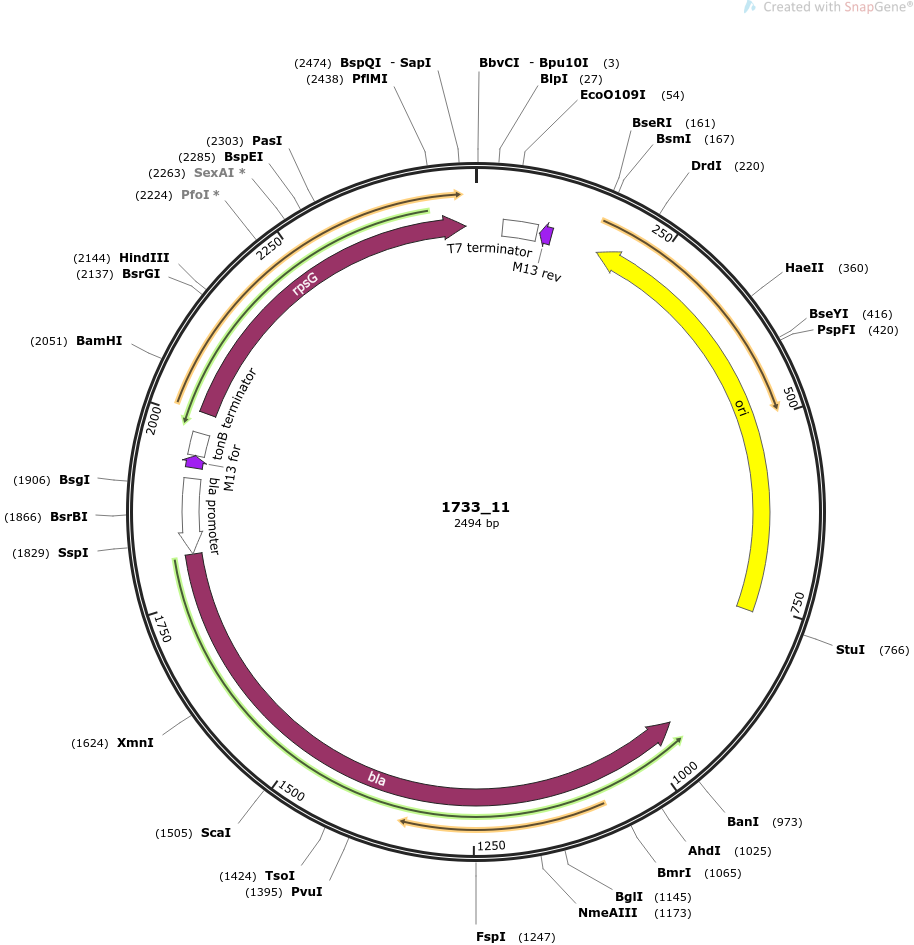 Created with SnapGene®
(2474) BspQI - SapI
(2438) PflMI
BbvCI - Bpu10I (3)
BlpI (27)
EcoO109I (54)
BseRI (161)
BsmI (167)
DrdI (220)
HaeII (360)
BseYI (416)
PspFI (420)
StuI (766)
BanI (973)
AhdI (1025)
BmrI (1065)
BglI (1145)
NmeAIII (1173)
FspI (1247)
(1395) PvuI
(1424) TsoI
(1505) ScaI
(1624) XmnI
(1829) SspI
(1866) BsrBI
(1906) BsgI
(2051) BamHI
(2137) BsrGI
(2144) HindIII
(2224) PfoI *
(2263) SexAI *
(2285) BspEI
(2303) PasI
250
500
750
1000
1250
1500
1750
2000
2250
T7 terminator
M13 rev
ori
bla
bla promoter
M13 for
tonB terminator
rpsG
1733_11
2494 bp